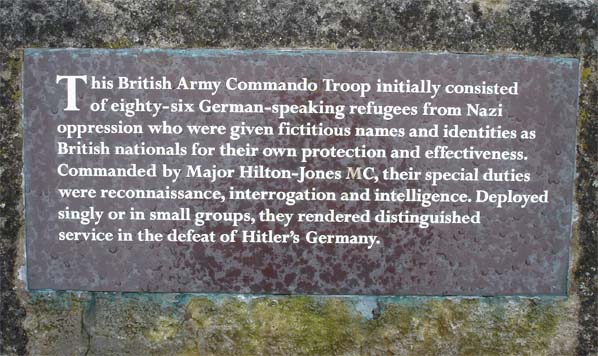 This British Army Commando Troop initially consisted
of eighty-six German-speaking refugees from Nazi
oppression who were given fictitious names and identities as
British nationals for their own protection and effectiveness.
Commanded by Major Hilton-Jones MC, their special duties
were reconnaissance, interrogation and intelligence. Deployed
singly or in small groups, they rendered distinguished
service in the defeat of Hitler's Germany.